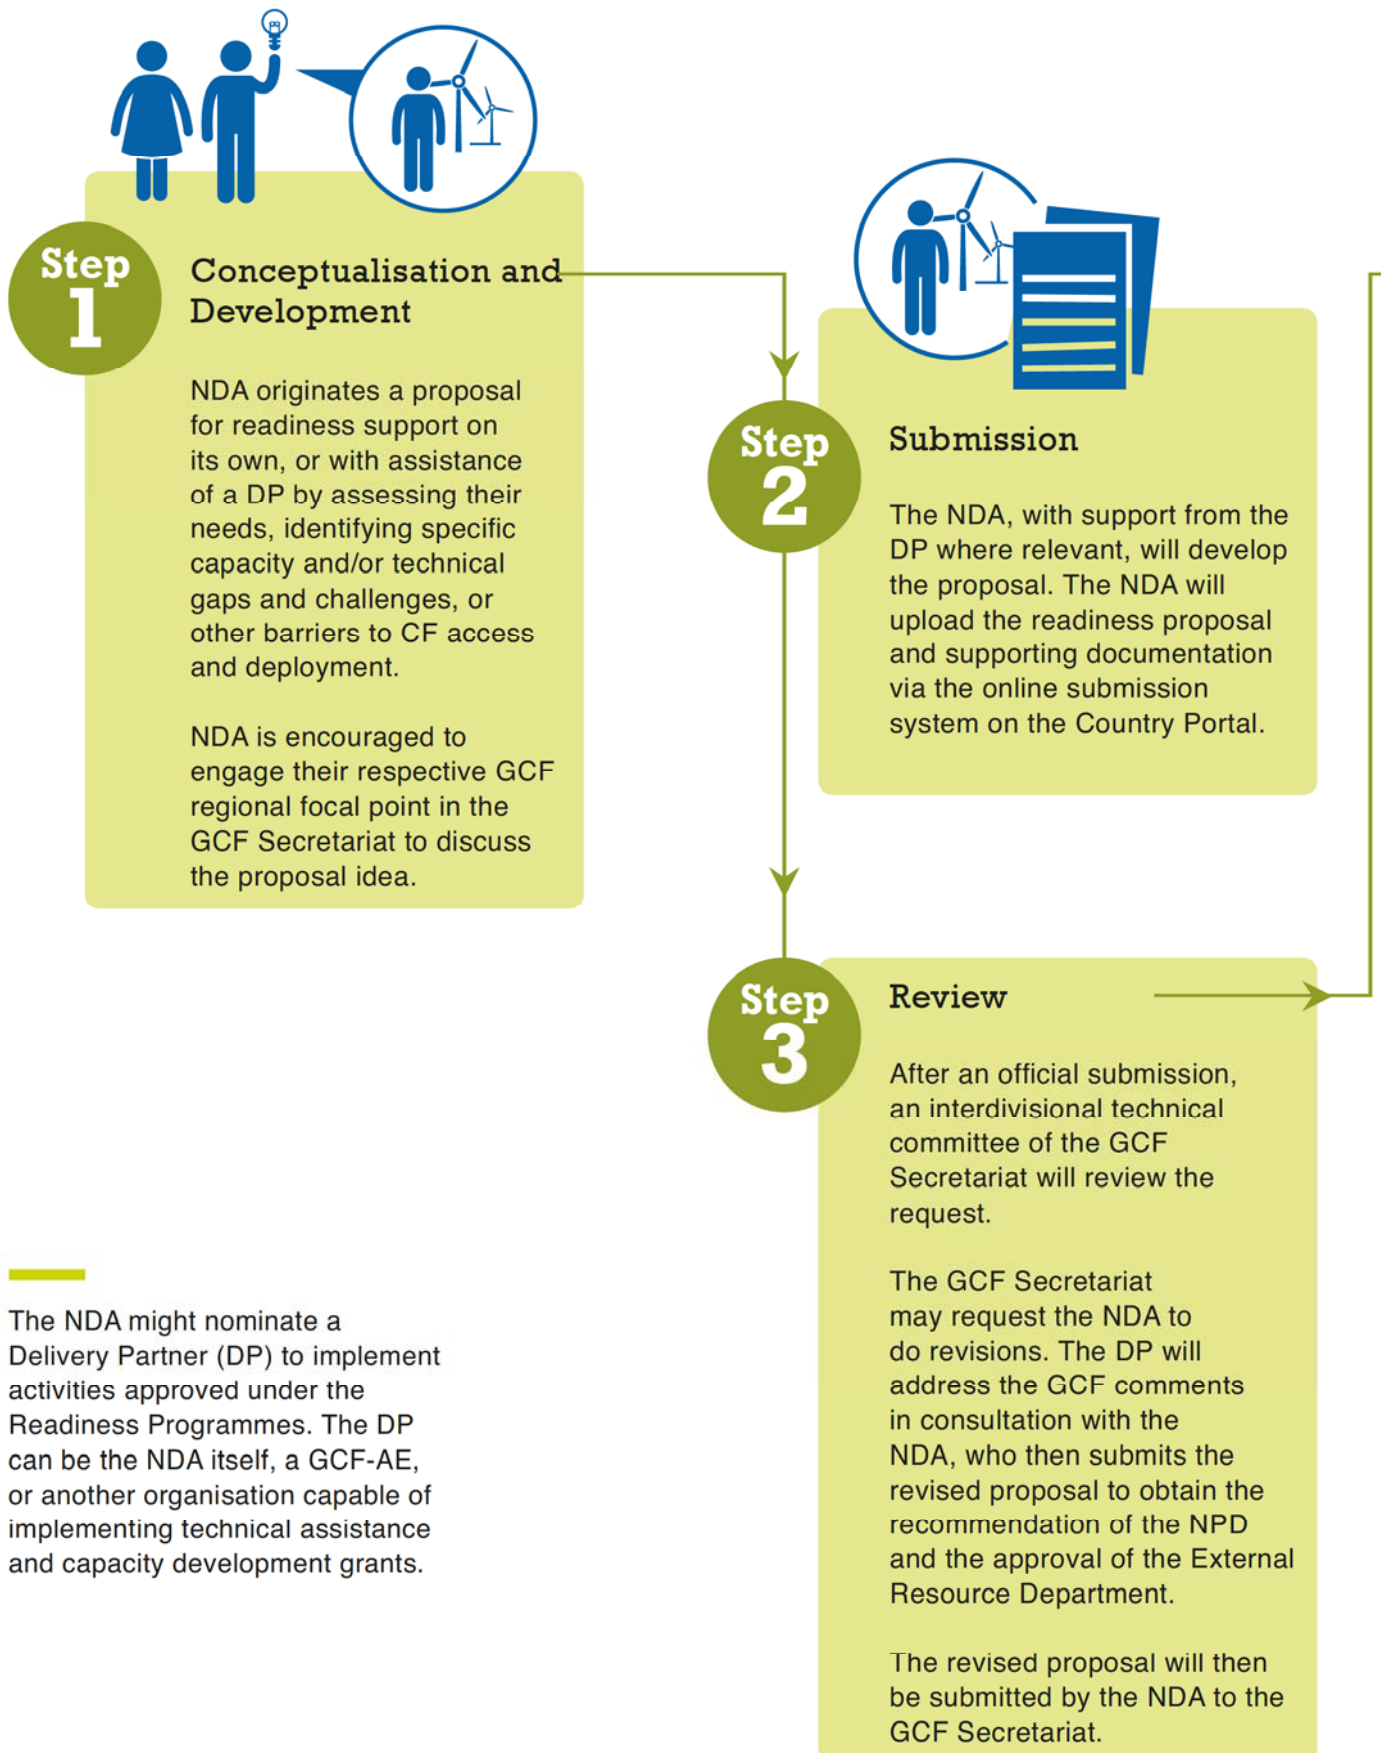 Step
1
Conceptualisation and
Development
NDA originates a proposal
for readiness support on
its own, or with assistance
of a DP by assessing their
needs, identifying specific
capacity and/or technical
gaps and challenges, or
other barriers to CF access
and deployment.
NDA is encouraged to
engage their respective GCF
regional focal point in the
GCF Secretariat to discuss
the proposal idea.
Step
2
Submission
The NDA, with support from the
DP where relevant, will develop
the proposal. The NDA will
upload the readiness proposal
and supporting documentation
via the online submission
system on the Country Portal.
Step
3
Review
After an official submission,
an interdivisional technical
committee of the GCF
Secretariat will review the
request.
The GCF Secretariat
may request the NDA to
do revisions. The DP will
address the GCF comments
in consultation with the
NDA, who then submits the
revised proposal to obtain the
recommendation of the NPD
and the approval of the External
Resource Department.
The revised proposal will then
be submitted by the NDA to the
GCF Secretariat.
The NDA might nominate a
Delivery Partner (DP) to implement
activities approved under the
Readiness Programmes. The DP
can be the NDA itself, a GCF-AE,
or another organisation capable of
implementing technical assistance
and capacity development grants.